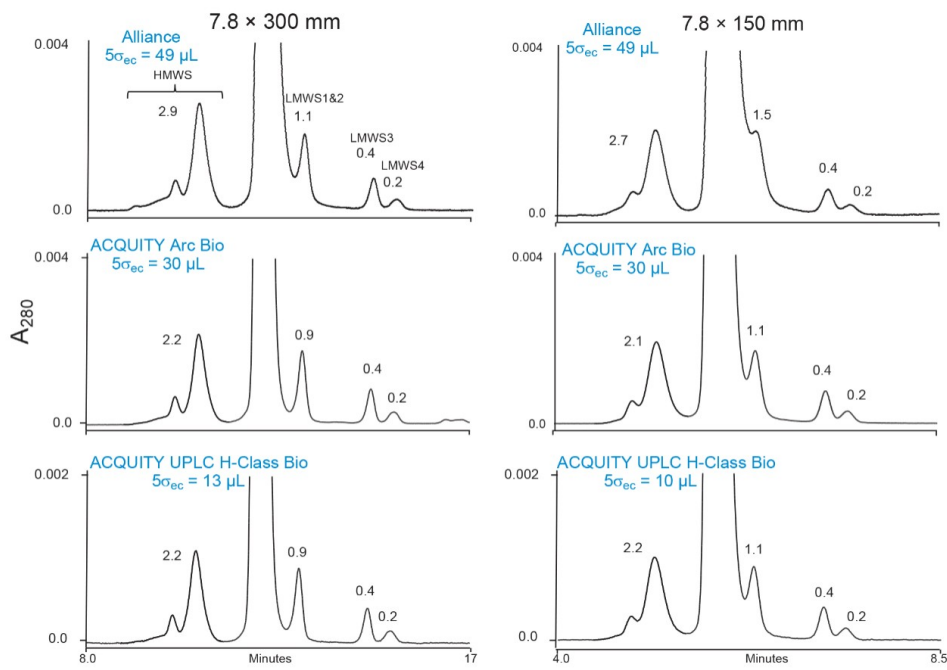 7.8 × 300 mm
7.8 × 150 mm
0.004
Alliance
5σec = 49 µL
HMWS
2.9
LMWS1&2
1.1
LMWS3
0.4
LMWS4
0.2
0.0
0.004
Alliance
5σec = 49 µL
2.7
1.5
0.4
0.2
0.0
A280
0.004
ACQUITY Arc Bio
5σec = 30 µL
2.2
0.9
0.4
0.2
0.0
0.004
ACQUITY Arc Bio
5σec = 30 µL
2.1
1.1
0.4
0.2
0.0
0.002
ACQUITY UPLC H-Class Bio
5σec = 13 µL
2.2
0.9
0.4
0.2
0.0
8.0
Minutes
17
0.002
ACQUITY UPLC H-Class Bio
5σec = 10 µL
2.2
1.1
0.4
0.2
0.0
4.0
Minutes
8.5